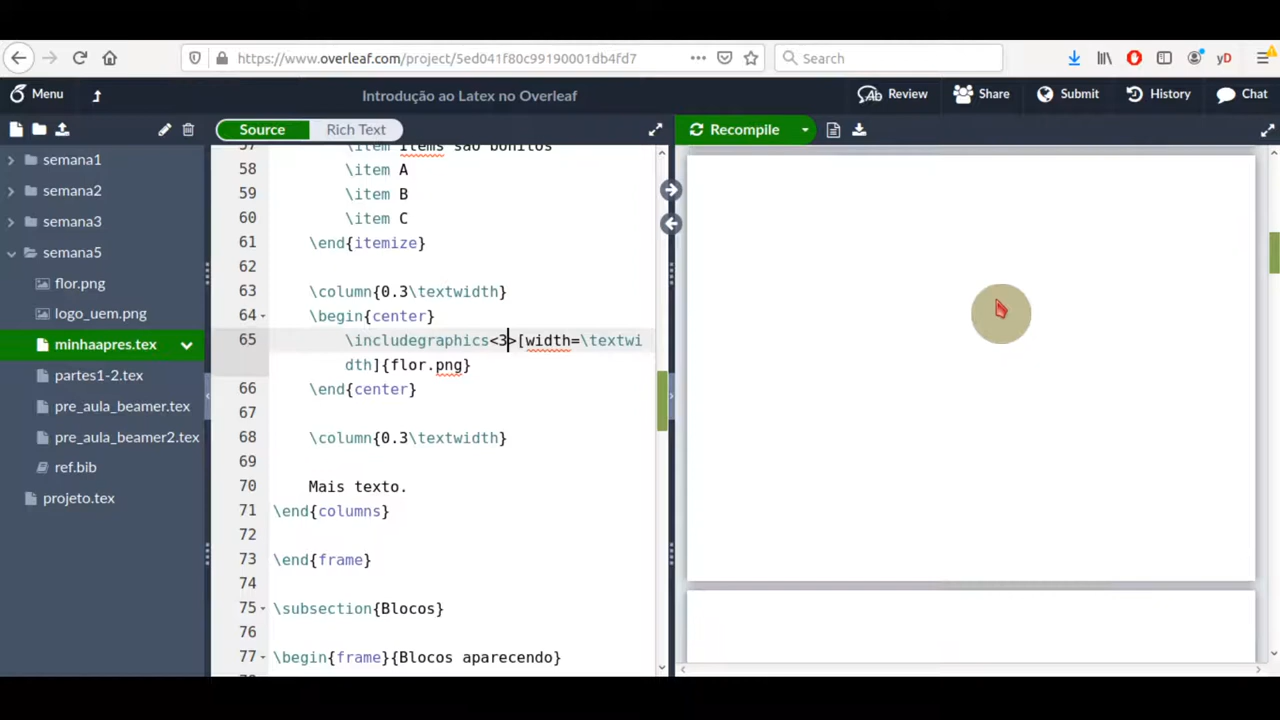 https://www.overleaf.com/project/5ed041f80c99190001db4fd7
Search
yD
Menu
Introdução ao Latex no Overleaf
Review
Share
Submit
History
Chat
Source
Rich Text
Recompile
semana1
semana2
semana3
semana5
flor.png
logo_uem.png
minhaapres.tex
partes1-2.tex
pre_aula_beamer.tex
pre_aula_beamer2.tex
ref.bib
projeto.tex
57 \item Items são bonitos
58 \item A
59 \item B
60 \item C
61 \end{itemize}
62
63 \column{0.3\textwidth}
64 \begin{center}
65 \includegraphics<3>[width=\textwi
dth]{flor.png}
66 \end{center}
67
68 \column{0.3\textwidth}
69
70 Mais texto.
71 \end{columns}
72
73 \end{frame}
74
75 \subsection{Blocos}
76
77 \begin{frame}{Blocos aparecendo}